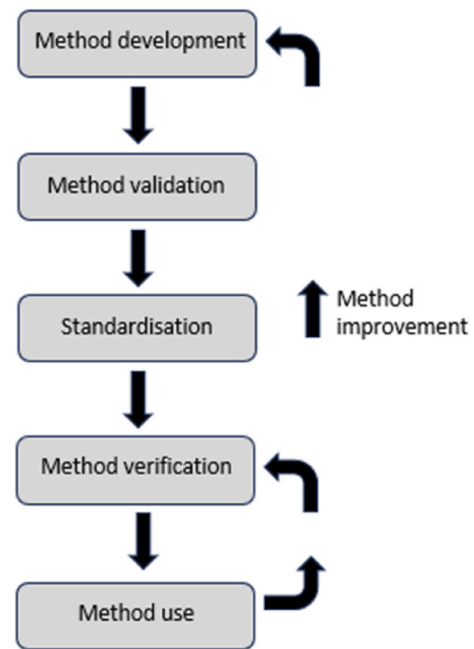 Method development
Method validation
Standardisation
Method
improvement
Method verification
Method use